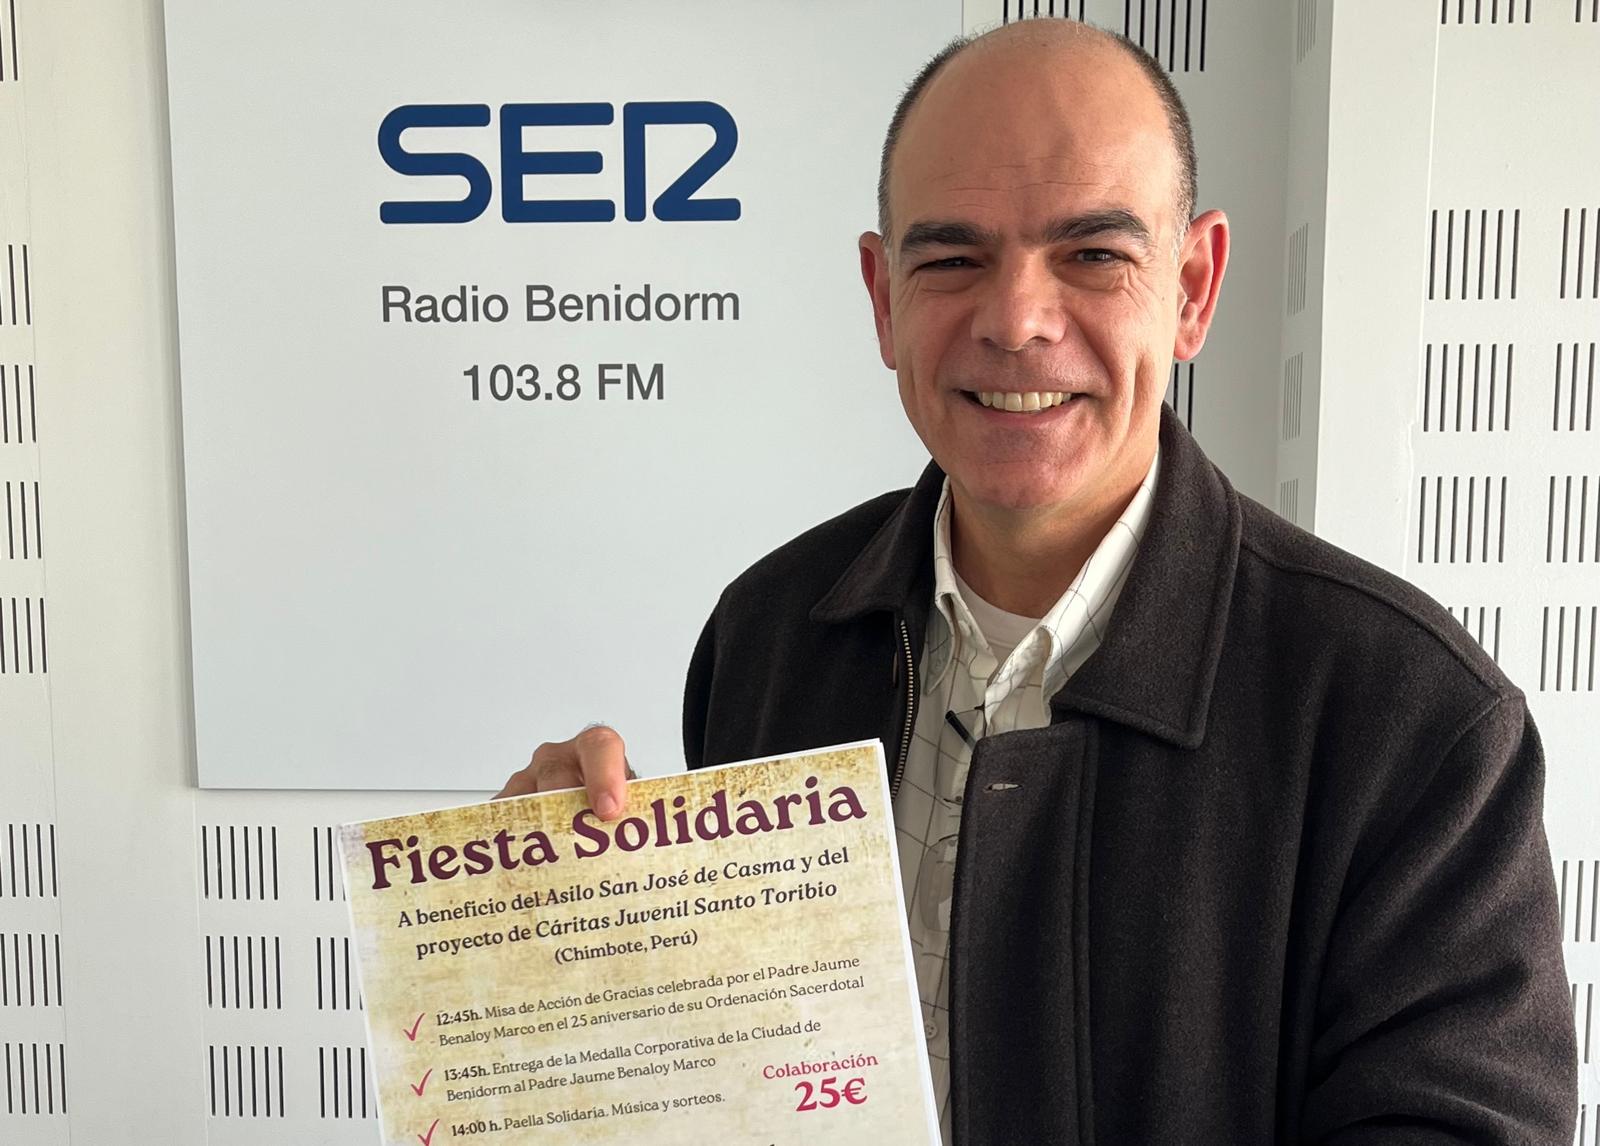 SER
Radio Benidorm
103.8 FM
Fiesta Solidaria
A beneficio del Asilo San José de Casma y del
proyecto de Cáritas Juvenil Santo Toribio
(Chimbote, Perú)
12:45h. Misa de Acción de Gracias celebrada por el Padre Jaume
Benaloy Marco en el 25 aniversario de su Ordenación Sacerdotal
13:45h. Entrega de la Medalla Corporativa de la Ciudad de
Benidorm al Padre Jaume Benaloy Marco
Colaboración
25€
14:00 h. Paella Solidaria. Música y sorteos.